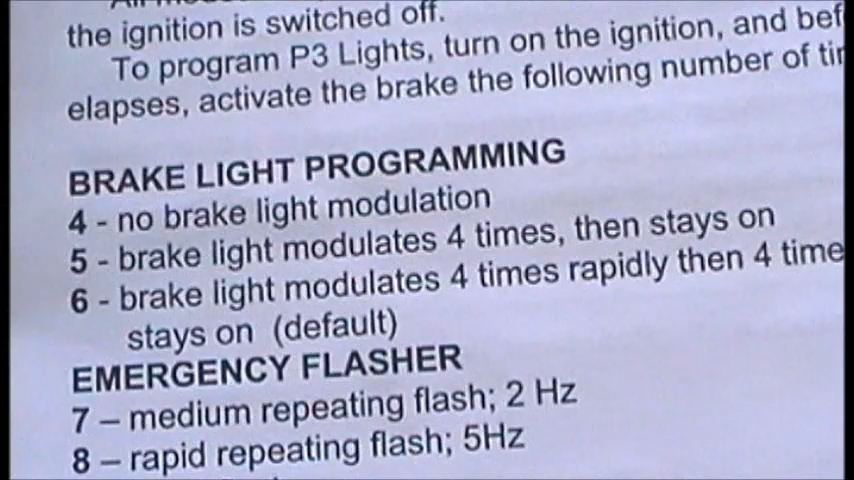 the ignition is switched off.
To program P3 Lights, turn on the ignition, and bef
elapses, activate the brake the following number of tir
BRAKE LIGHT PROGRAMMING
4 - no brake light modulation
5 - brake light modulates 4 times, then stays on
6 - brake light modulates 4 times rapidly then 4 time
stays on (default)
EMERGENCY FLASHER
7 – medium repeating flash; 2 Hz
8 – rapid repeating flash; 5Hz